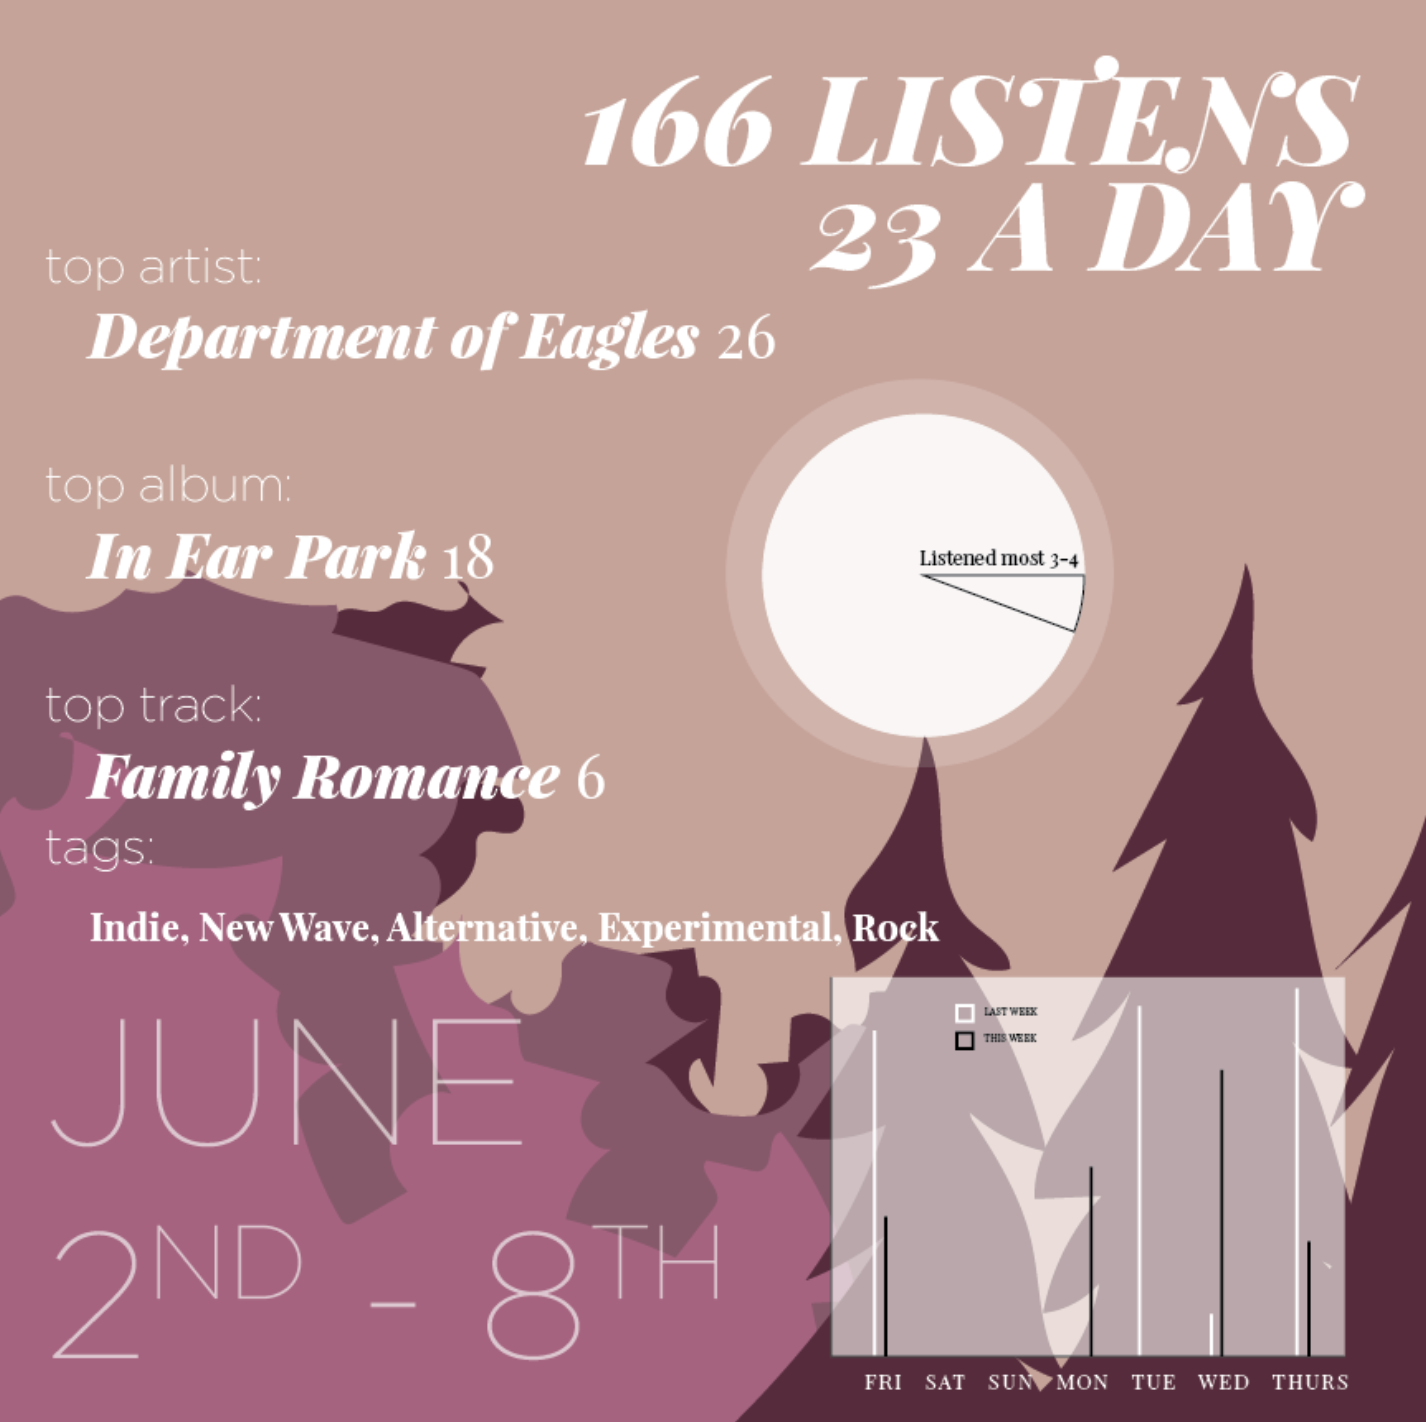 166 LISTENS
23 A DAY
top artist:
Department of Eagles 26
top album:
In Ear Park 18
Listened most 3-4
top track:
Family Romance 6
tags:
Indie, New Wave, Alternative, Experimental, Rock
JUNE
2ND - 8TH
LAST WEEK
THIS WEEK
FRI SAT SUN MON TUE WED THURS